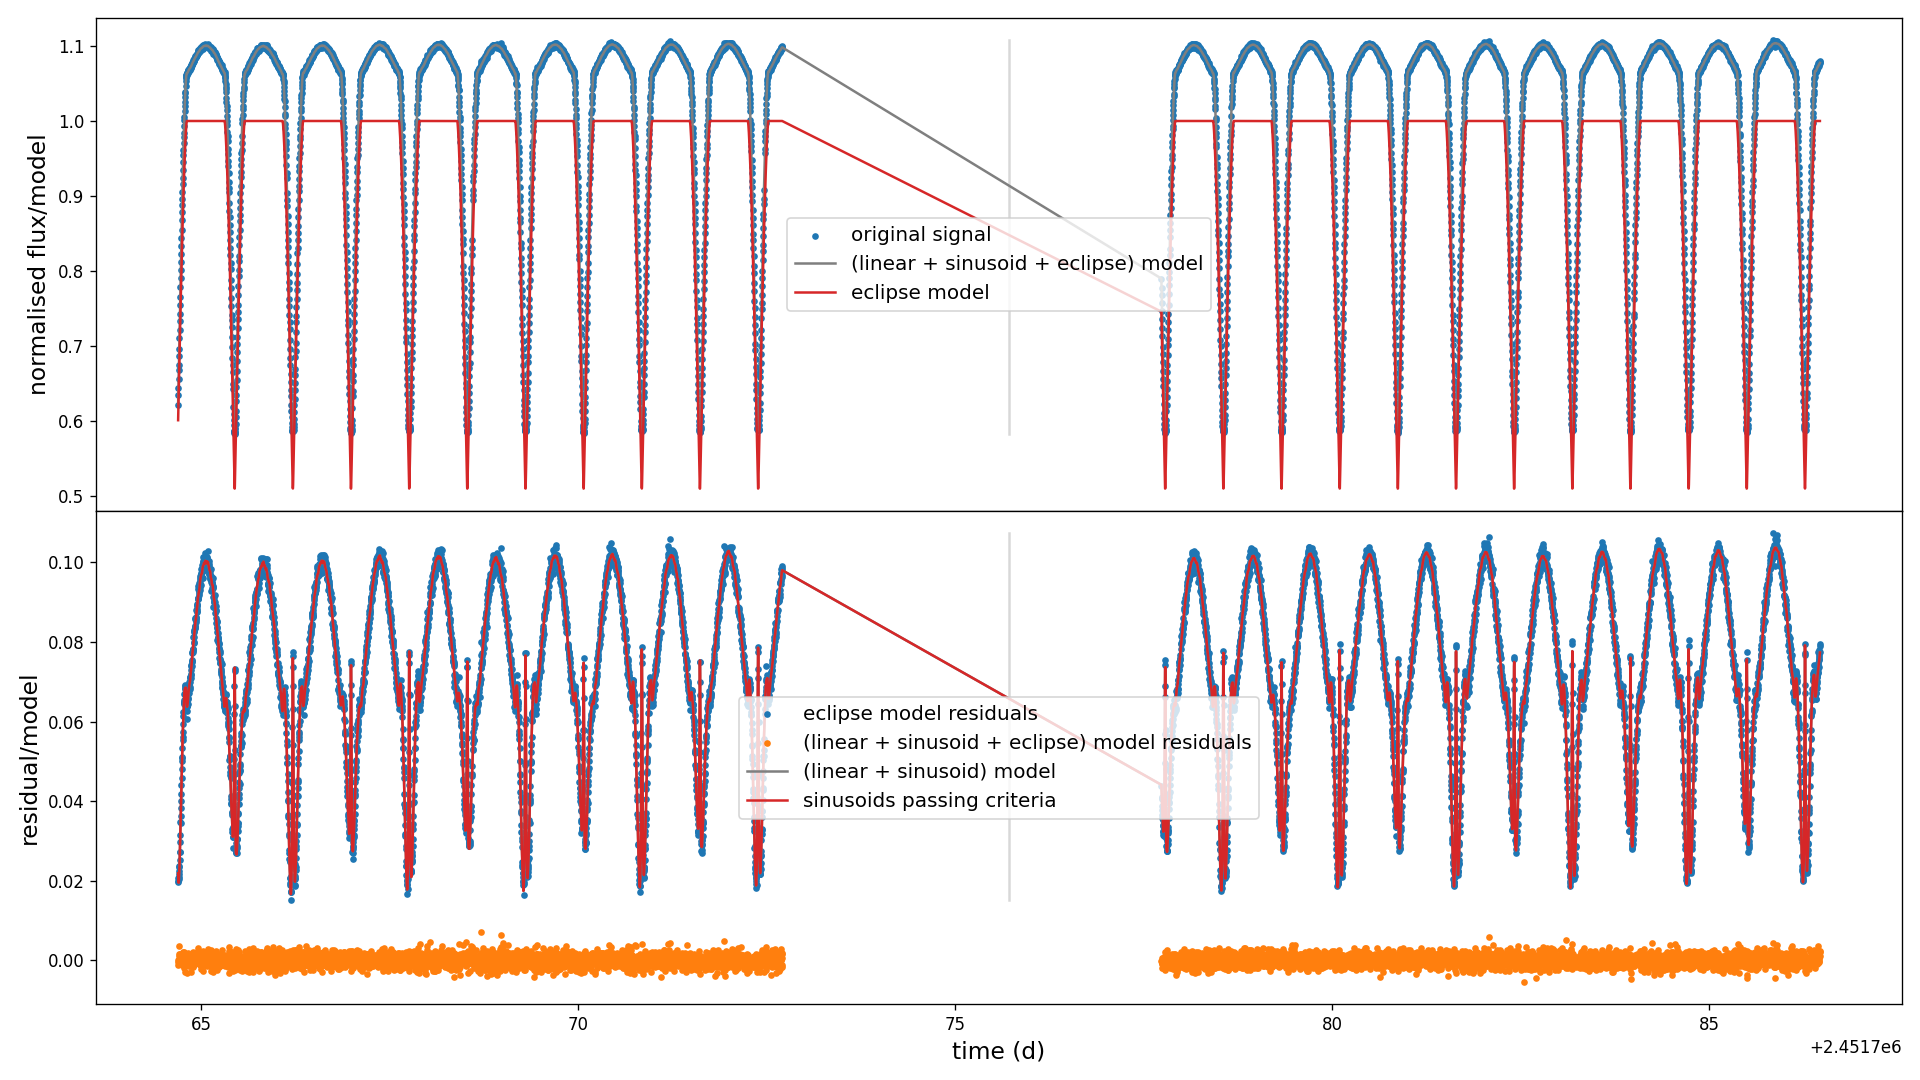 1.1
1.0
0.9
0.8
0.7
0.6
0.5
normalised flux/model
original signal
(linear + sinusoid + eclipse) model
eclipse model
0.10
0.08
0.06
0.04
0.02
0.00
residual/model
eclipse model residuals
(linear + sinusoid + eclipse) model residuals
(linear + sinusoid) model
sinusoids passing criteria
65 70 75 80 85
time (d)
+2.4517e6